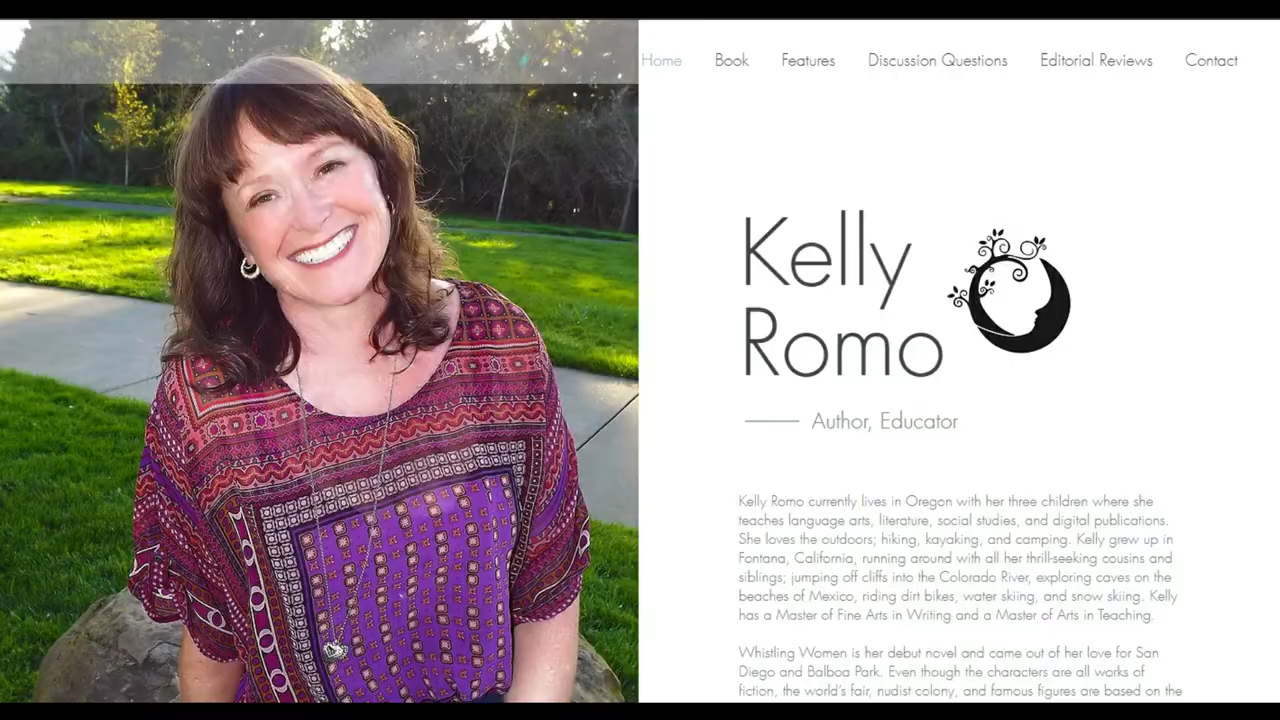 Home Book Features Discussion Questions Editorial Reviews Contact
Kelly
Romo
Author, Educator
Kelly Romo currently lives in Oregon with her three children where she
teaches language arts, literature, social studies, and digital publications.
She loves the outdoors; hiking, kayaking, and camping. Kelly grew up in
Fontana, California, running around with all her thrill-seeking cousins and
siblings; jumping off cliffs into the Colorado River, exploring caves on the
beaches of Mexico, riding dirt bikes, water skiing, and snow skiing. Kelly
has a Master of Fine Arts in Writing and a Master of Arts in Teaching.
Whistling Women is her debut novel and came out of her love for San
Diego and Balboa Park. Even though the characters are all works of
fiction, the world's fair, nudist colony, and famous figures are based on the